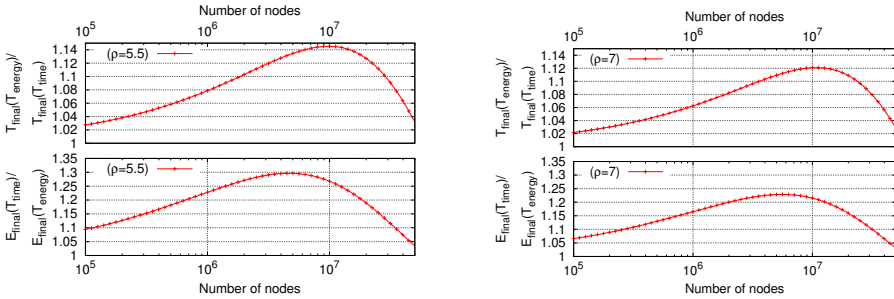 Number of nodes
10^5 10^6 10^7
T_final(T_energy)/
T_final(T_time)
1.14
1.12
1.1
1.08
1.06
1.04
1.02
1
(ρ=5.5)
E_final(T_time)/
E_final(T_energy)
1.35
1.3
1.25
1.2
1.15
1.1
1.05
1
(ρ=5.5)
10^5 10^6 10^7
Number of nodes
Number of nodes
10^5 10^6 10^7
T_final(T_energy)/
T_final(T_time)
1.14
1.12
1.1
1.08
1.06
1.04
1.02
1
(ρ=7)
E_final(T_time)/
E_final(T_energy)
1.35
1.3
1.25
1.2
1.15
1.1
1.05
1
(ρ=7)
10^5 10^6 10^7
Number of nodes